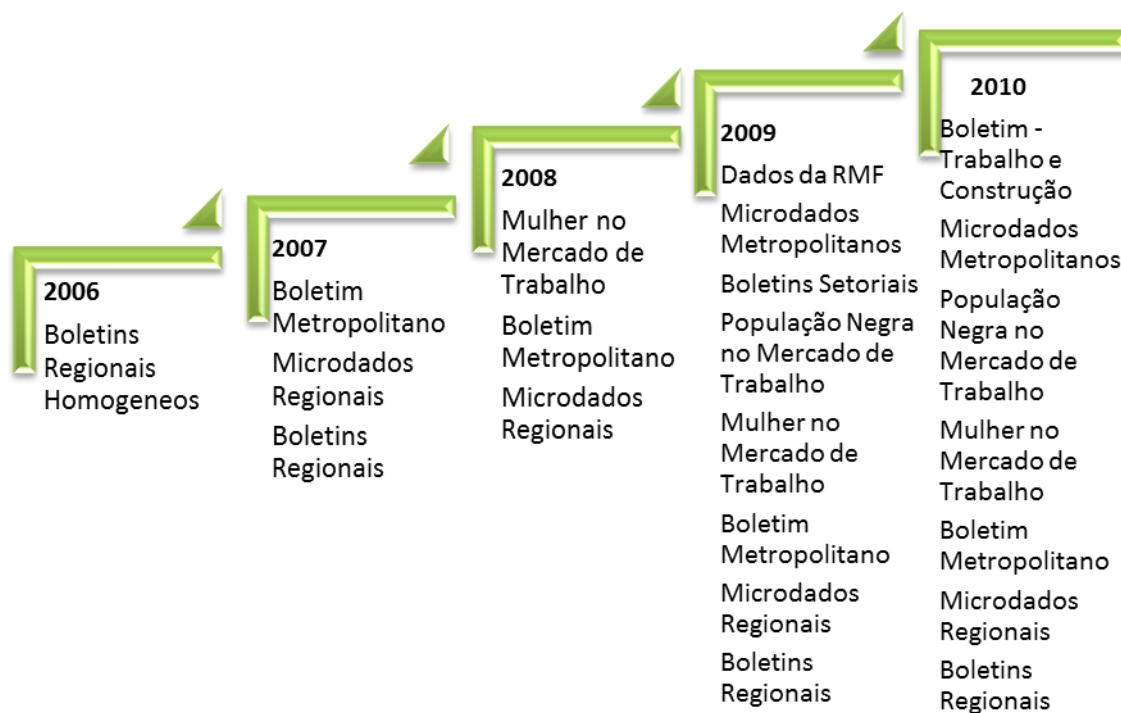 2006
Boletins
Regionais
Homogeneos
2007
Boletim
Metropolitano
Microdados
Regionais
Boletins
Regionais
2008
Mulher no
Mercado de
Trabalho
Boletim
Metropolitano
Microdados
Regionais
2009
Dados da RMF
Microdados
Metropolitanos
Boletins Setoriais
População Negra
no Mercado de
Trabalho
Mulher no
Mercado de
Trabalho
Boletim
Metropolitano
Microdados
Regionais
Boletins
Regionais
2010
Boletim -
Trabalho e
Construção
Microdados
Metropolitanos
População
Negra no
Mercado de
Trabalho
Mulher no
Mercado de
Trabalho
Boletim
Metropolitano
Microdados
Regionais
Boletins
Regionais